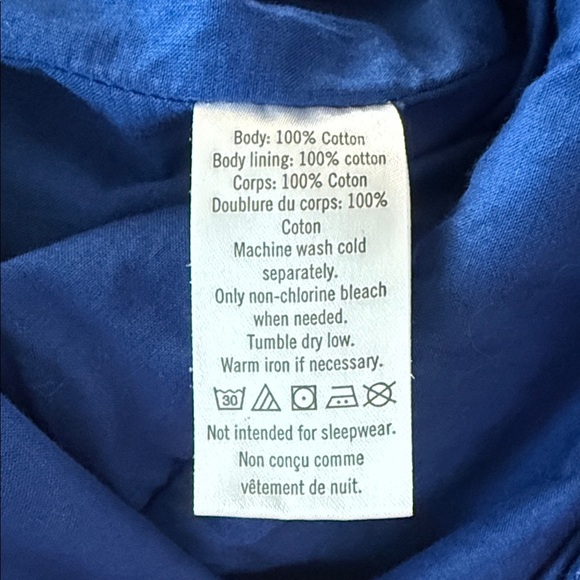 Body: 100% Cotton
Body lining: 100% cotton
Corps: 100% Coton
Doublure du corps: 100%
Coton
Machine wash cold
separately.
Only non-chlorine bleach
when needed.
Tumble dry low.
Warm iron if necessary.
30
Not intended for sleepwear.
Non conçu comme
vêtement de nuit.